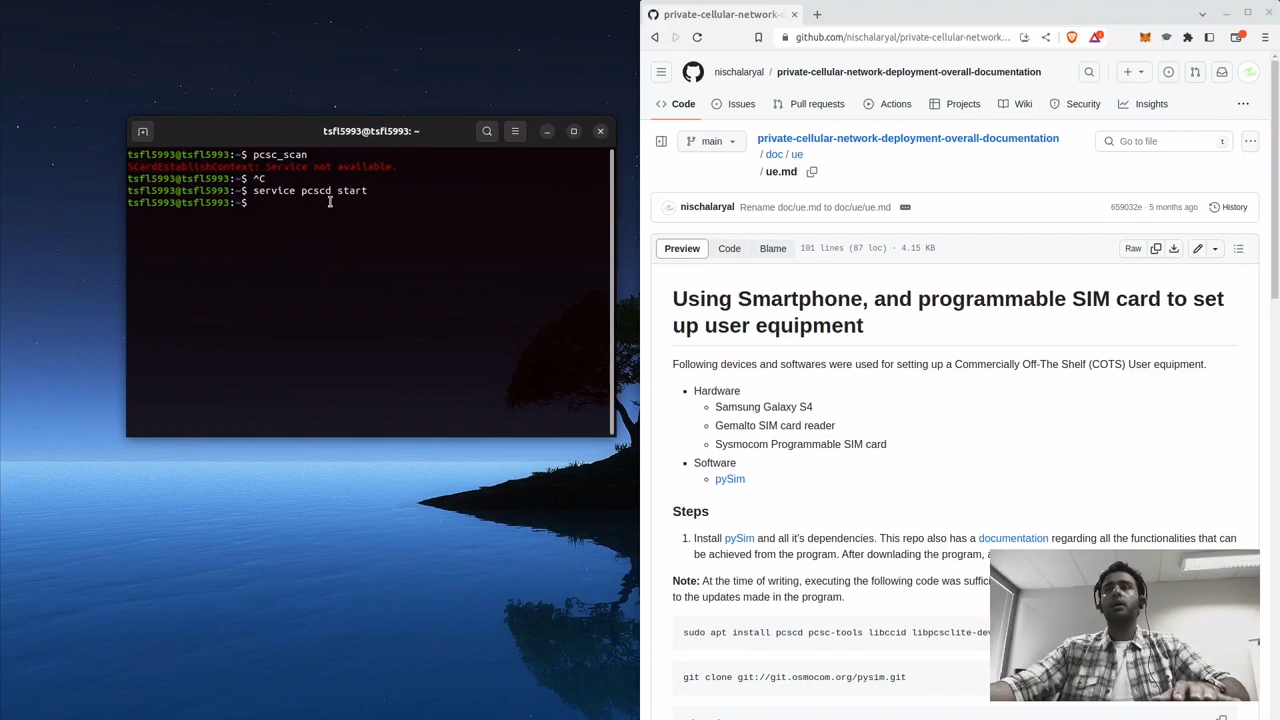 tsfl5993@tsfl5993: ~
tsfl5993@tsfl5993:~$ pcsc_scan
SCardEstablishContext: Service not available.
tsfl5993@tsfl5993:~$ ^C
tsfl5993@tsfl5993:~$ service pcscd start
tsfl5993@tsfl5993:~$
private-cellular-network-d
github.com/nischalaryal/private-cellular-network...
nischalaryal / private-cellular-network-deployment-overall-documentation
Code Issues Pull requests Actions Projects Wiki Security Insights
main
private-cellular-network-deployment-overall-documentation
/ doc / ue
/ ue.md
Go to file t
nischalaryal Rename doc/ue.md to doc/ue/ue.md 659032e · 5 months ago History
Preview Code Blame 101 lines (87 loc) · 4.15 KB Raw
Using Smartphone, and programmable SIM card to set
up user equipment
Following devices and softwares were used for setting up a Commercially Off-The Shelf (COTS) User equipment.
Hardware
Samsung Galaxy S4
Gemalto SIM card reader
Sysmocom Programmable SIM card
Software
pySim
Steps
1. Install pySim and all it's dependencies. This repo also has a documentation regarding all the functionalities that can
be achieved from the program. After downlading the program,
Note: At the time of writing, executing the following code was suffic
to the updates made in the program.
sudo apt install pcscd pcsc-tools libccid libpcsclite-dev
git clone git://git.osmocom.org/pysim.git